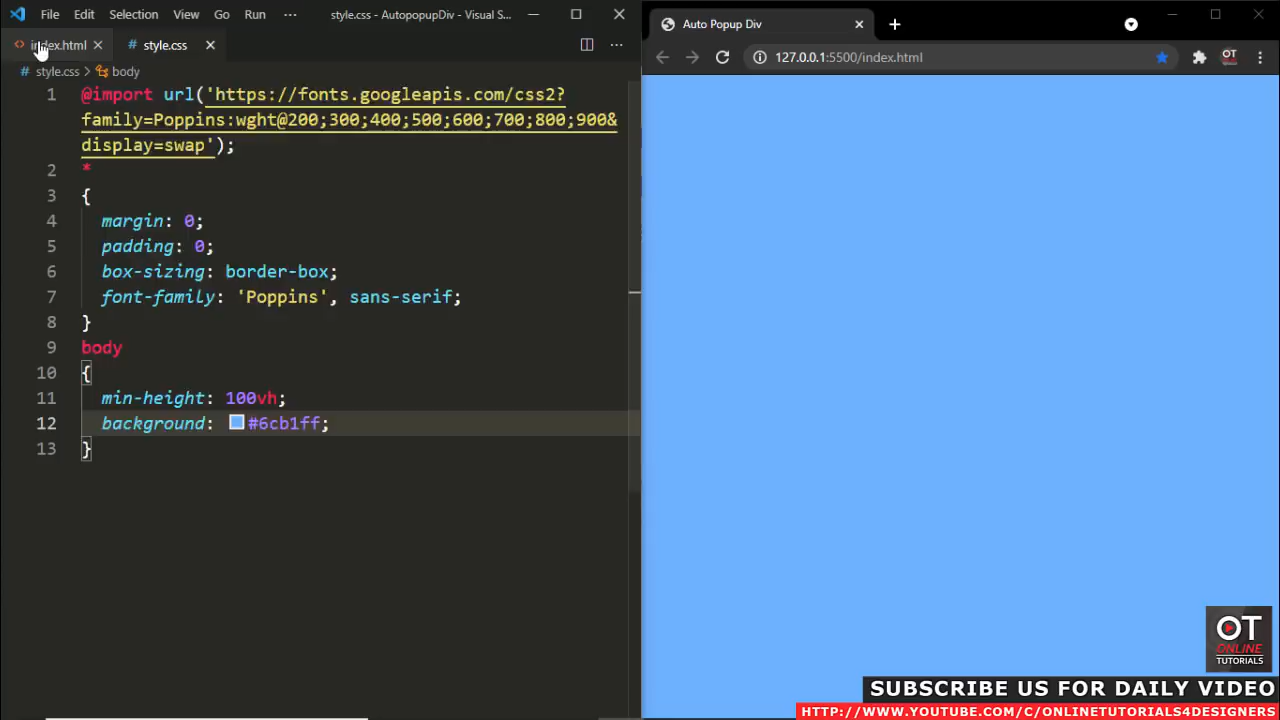 File Edit Selection View Go Run ··· style.css - AutopopupDiv - Visual S...
index.html style.css
# style.css > body
1 @import url('https://fonts.googleapis.com/css2?
family=Poppins:wght@200;300;400;500;600;700;800;900&
display=swap');
2 *
3 {
4 margin: 0;
5 padding: 0;
6 box-sizing: border-box;
7 font-family: 'Poppins', sans-serif;
8 }
9 body
10 {
11 min-height: 100vh;
12 background: #6cb1ff;
13 }
Auto Popup Div
127.0.0.1:5500/index.html
OT
OT
ONLINE
TUTORIALS
SUBSCRIBE US FOR DAILY VIDEO
HTTP://WWW.YOUTUBE.COM/C/ONLINETUTORIALS4DESIGNERS